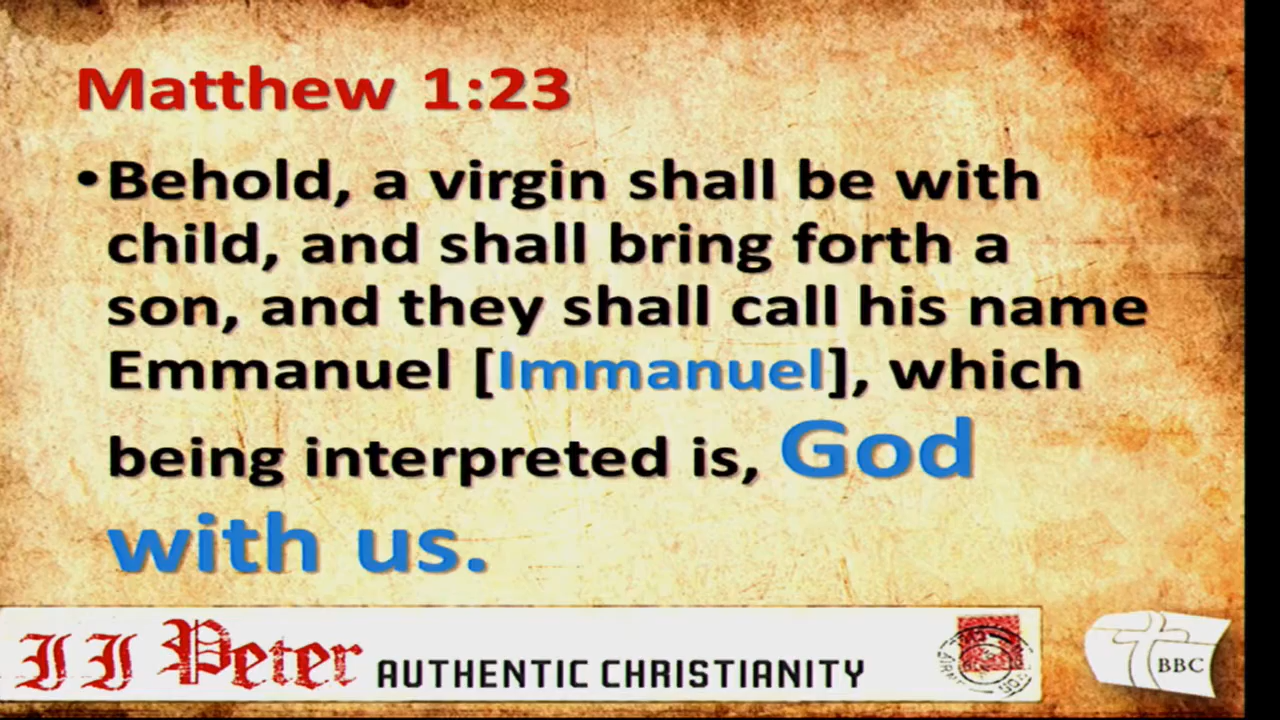 Matthew 1:23
•Behold, a virgin shall be with
child, and shall bring forth a
son, and they shall call his name
Emmanuel [Immanuel], which
being interpreted is, God
with us.
JJ Peter AUTHENTIC CHRISTIANITY
BBC